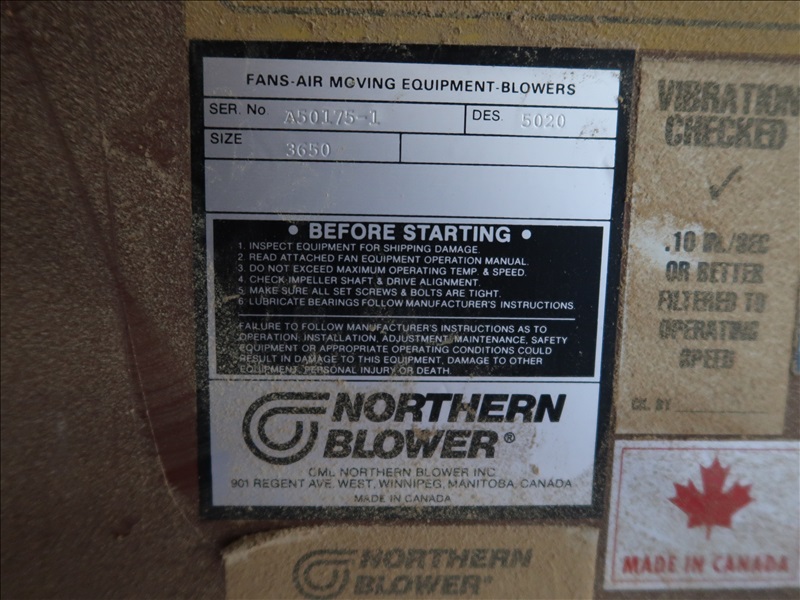 FANS-AIR MOVING EQUIPMENT-BLOWERS
SER. No A50175-1 DES. 5020
SIZE 3650
• BEFORE STARTING •
1. INSPECT EQUIPMENT FOR SHIPPING DAMAGE.
2. READ ATTACHED FAN EQUIPMENT OPERATION MANUAL.
3. DO NOT EXCEED MAXIMUM OPERATING TEMP. & SPEED.
4. CHECK IMPELLER SHAFT & DRIVE ALIGNMENT.
5. MAKE SURE ALL SET SCREWS & BOLTS ARE TIGHT.
6. LUBRICATE BEARINGS FOLLOW MANUFACTURER'S INSTRUCTIONS.
FAILURE TO FOLLOW MANUFACTURER'S INSTRUCTIONS AS TO
OPERATION, INSTALLATION, ADJUSTMENT, MAINTENANCE, SAFETY
EQUIPMENT OR APPROPRIATE OPERATING CONDITIONS COULD
RESULT IN DAMAGE TO THIS EQUIPMENT, DAMAGE TO OTHER
EQUIPMENT, PERSONAL INJURY OR DEATH.
NORTHERN
BLOWER®
CML NORTHERN BLOWER INC.
901 REGENT AVE. WEST, WINNIPEG, MANITOBA, CANADA
MADE IN CANADA
VIBRATION
CHECKED
✓
.10 IN./SEC
OR BETTER
FILTERED TO
OPERATING
SPEED
CK. BY
MADE IN CANADA
NORTHERN
BLOWER®